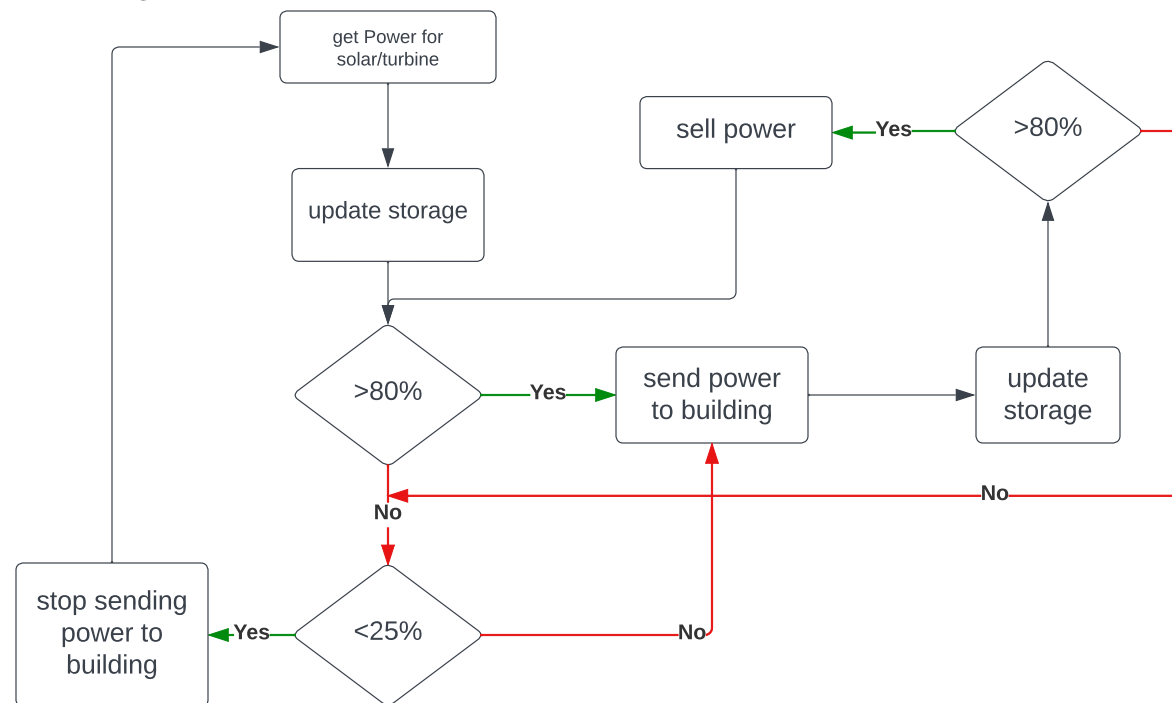 get Power for
solar/turbine
sell power
Yes
>80%
update storage
>80%
Yes
send power
to building
update
storage
No
No
stop sending
power to
building
Yes
<25%
No